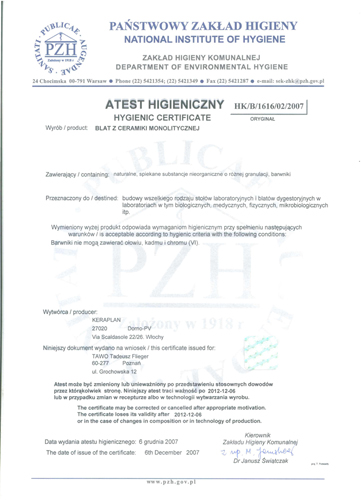 PUBLICAE
SANITATI
AUGENDAE
PZH
PAŃSTWOWY ZAKŁAD HIGIENY
NATIONAL INSTITUTE OF HYGIENE
ZAKŁAD HIGIENY KOMUNALNEJ
DEPARTMENT OF ENVIRONMENTAL HYGIENE
24 Chocimska 00-791 Warsaw ● Phone (22) 5421354; (22) 5421349 ● Fax (22) 5421287 ● e-mail: sek-zhk@pzh.gov.pl
ATEST HIGIENICZNY HK/B/1616/02/2007
HYGIENIC CERTIFICATE ORYGINAŁ
Wyrób / product: BLAT Z CERAMIKI MONOLITYCZNEJ
Zawierający / containing: naturalne, spiekane substancje nieorganiczne o różnej granulacji, barwniki
Przeznaczony do / destined: budowy wszelkiego rodzaju stołów laboratoryjnych i blatów dygestoryjnych w
laboratoriach w tym biologicznych, medycznych, fizycznych, mikrobiologicznych
itp.
Wymieniony wyżej produkt odpowiada wymaganiom higienicznym przy spełnieniu następujących
warunków / is acceptable according to hygienic criteria with the following conditions:
Barwniki nie mogą zawierać ołowiu, kadmu i chromu (VI).
PZH
założony w 1918 r
Wytwórca / producer:
KERAPLAN
27020 Dorno-PV
Via Scaldasole 22/26, Włochy
Niniejszy dokument wydano na wniosek / this certificate issued for:
TAWO Tadeusz Flieger
60-277 Poznań
ul. Grochowska 12
Atest może być zmieniony lub unieważniony po przedstawieniu stosownych dowodów
przez którąkolwiek stronę. Niniejszy atest traci ważność po 2012-12-06
lub w przypadku zmian w recepturze albo w technologii wytwarzania wyrobu.
The certificate may be corrected or cancelled after appropriate motivation.
The certificate loses its validity after 2012-12-06
or in the case of changes in composition or in technology of production.
Data wydania atestu higienicznego: 6 grudnia 2007
The date of issue of the certificate: 6th December 2007
Kierownik
Zakładu Higieny Komunalnej
z up. M. Jamsheer
Dr Janusz Świątczak
www.pzh.gov.pl